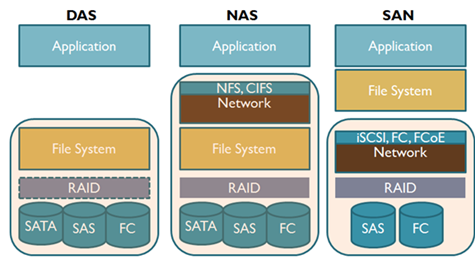 DAS
Application
File System
RAID
SATA
SAS
FC
NAS
Application
NFS, CIFS
Network
File System
RAID
SATA
SAS
FC
SAN
Application
File System
iSCSI, FC, FCoE
Network
RAID
SAS
FC